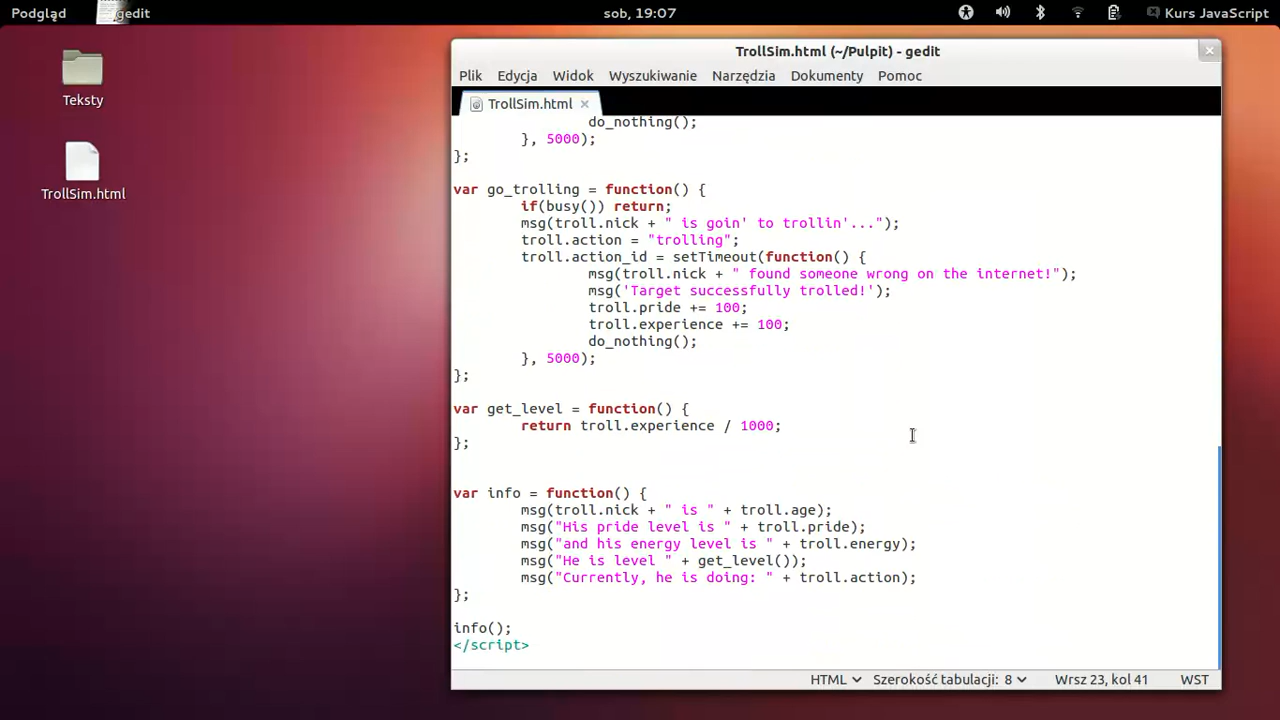 Podgląd gedit sob, 19:07 Kurs JavaScript
Teksty
TrollSim.html
TrollSim.html (~/Pulpit) - gedit
Plik Edycja Widok Wyszukiwanie Narzędzia Dokumenty Pomoc
TrollSim.html
do_nothing();
}, 5000);
};
var go_trolling = function() {
if(busy()) return;
msg(troll.nick + " is goin' to trollin'...");
troll.action = "trolling";
troll.action_id = setTimeout(function() {
msg(troll.nick + " found someone wrong on the internet!");
msg('Target successfully trolled!');
troll.pride += 100;
troll.experience += 100;
do_nothing();
}, 5000);
};
var get_level = function() {
return troll.experience / 1000;
};
var info = function() {
msg(troll.nick + " is " + troll.age);
msg("His pride level is " + troll.pride);
msg("and his energy level is " + troll.energy);
msg("He is level " + get_level());
msg("Currently, he is doing: " + troll.action);
};
info();
</script>
HTML Szerokość tabulacji: 8 Wrsz 23, kol 41 WST